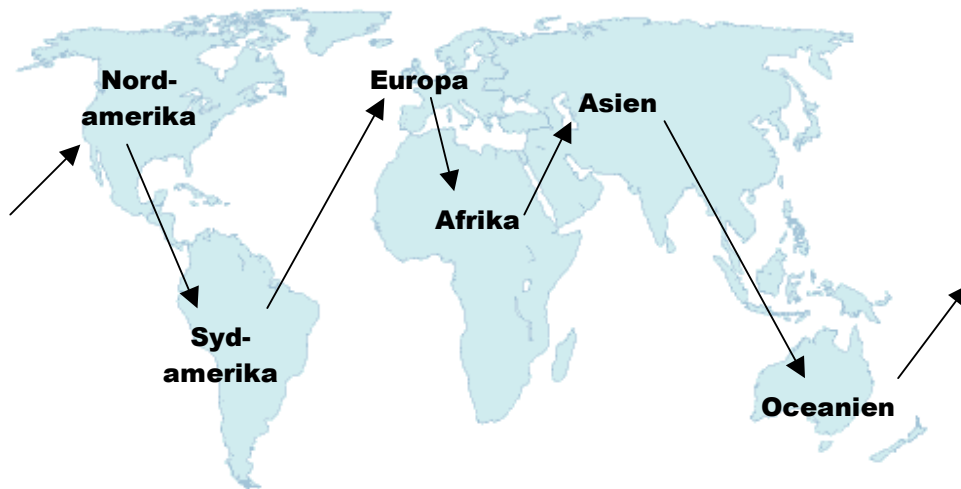 Nord-
amerika
Europa
Asien
Afrika
Syd-
amerika
Oceanien